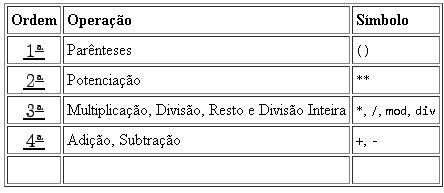 Ordem Operação Símbolo
1ª Parênteses ()
2ª Potenciação **
3ª Multiplicação, Divisão, Resto e Divisão Inteira *, /, mod, div
4ª Adição, Subtração +, -